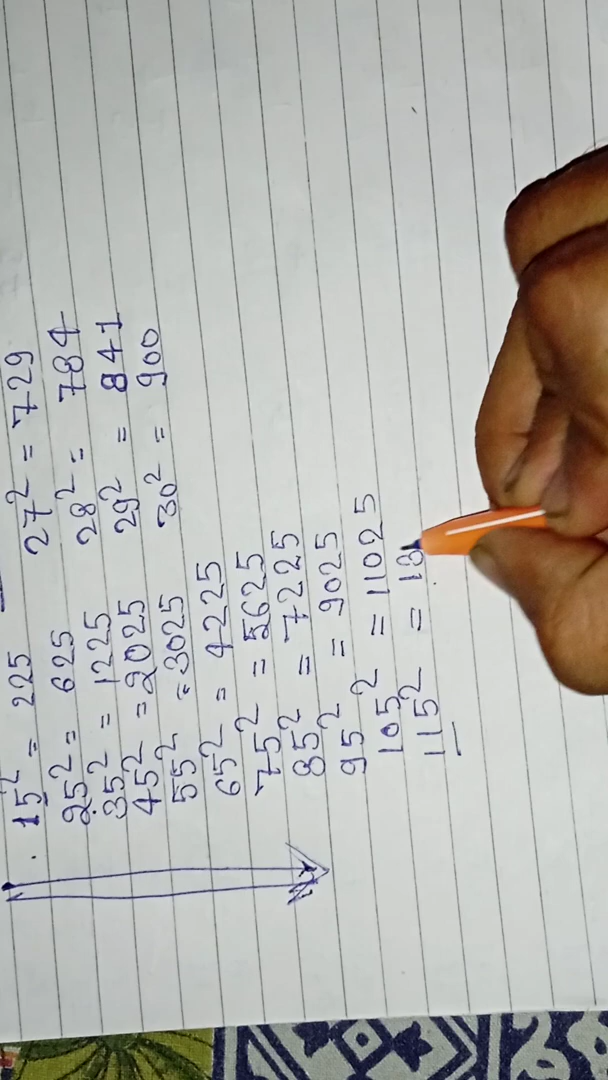 15² = 225
25² = 625
35² = 1225
45² = 2025
55² = 3025
65² = 4225
75² = 5625
85² = 7225
95² = 9025
105² = 11025
115² = 13
27² = 729
28² = 784
29² = 841
30² = 900